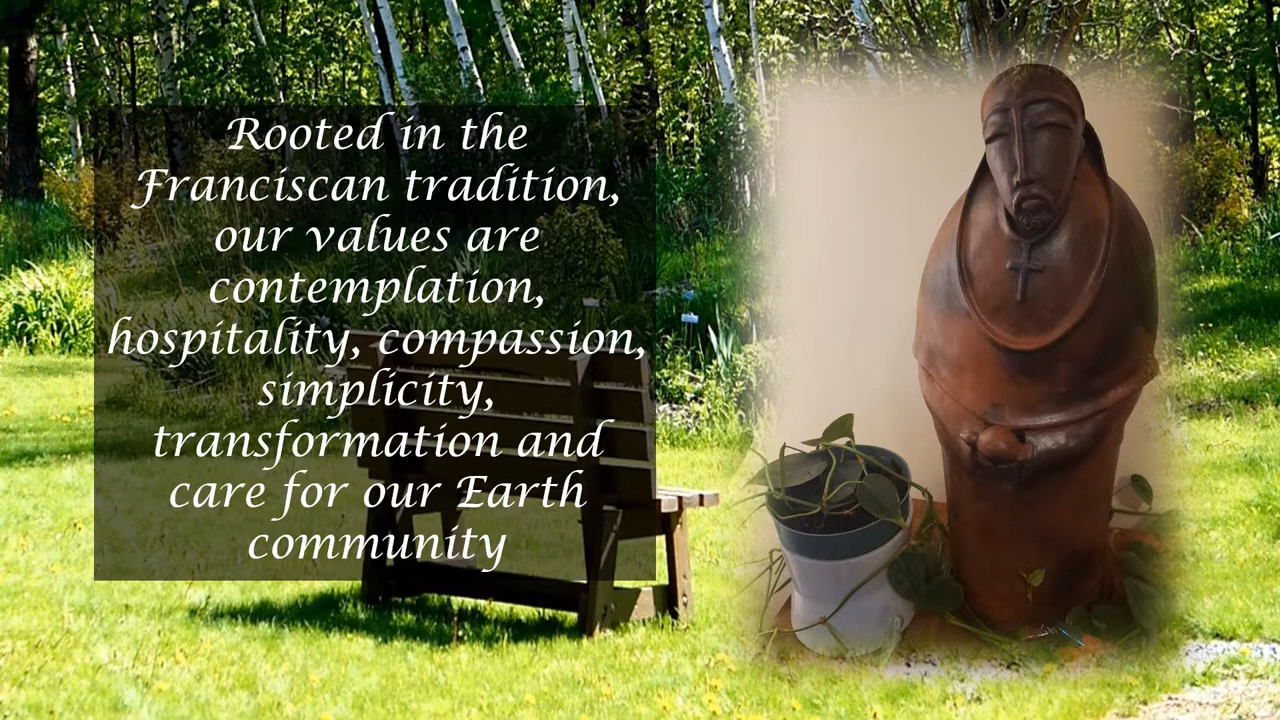 Rooted in the
Franciscan tradition,
our values are
contemplation,
hospitality, compassion,
simplicity,
transformation and
care for our Earth
community